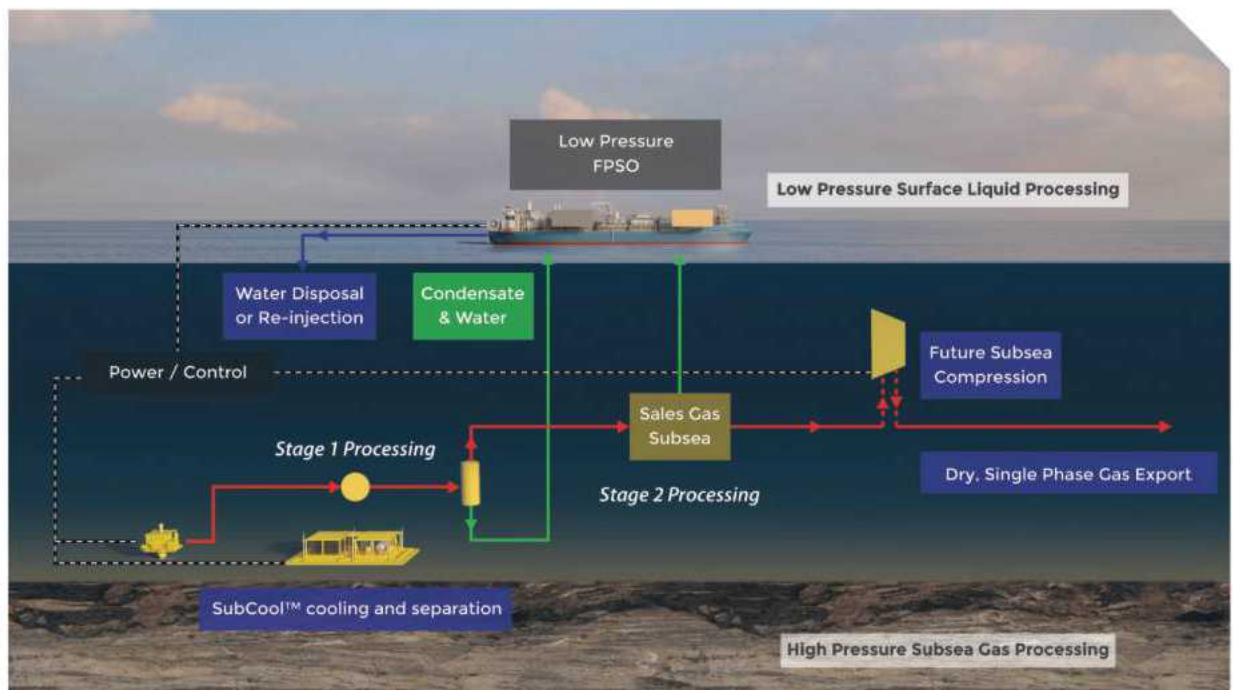 Low Pressure
FPSO
Low Pressure Surface Liquid Processing
Water Disposal
or Re-injection
Condensate
& Water
Power / Control
Future Subsea
Compression
Sales Gas
Subsea
Stage 1 Processing
Stage 2 Processing
Dry, Single Phase Gas Export
SubCool™ cooling and separation
High Pressure Subsea Gas Processing